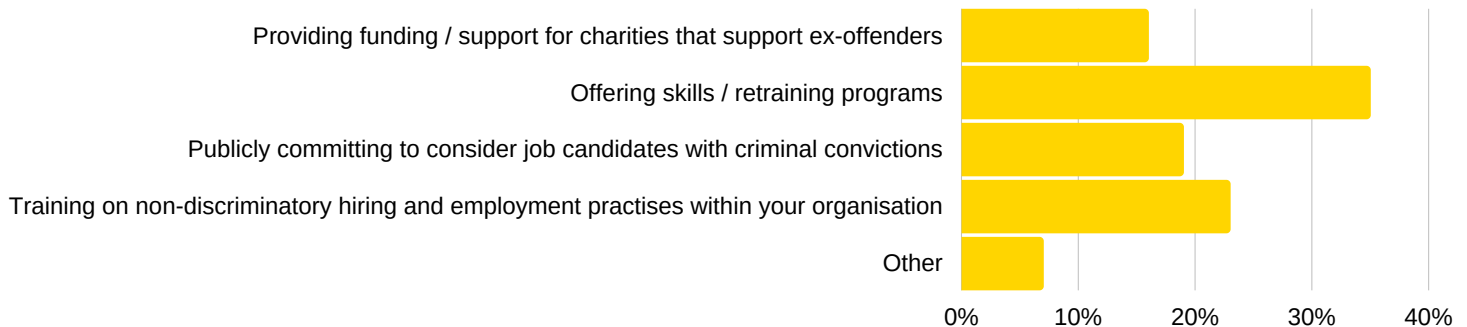 Providing funding / support for charities that support ex-offenders
Offering skills / retraining programs
Publicly committing to consider job candidates with criminal convictions
Training on non-discriminatory hiring and employment practises within your organisation
Other
0% 10% 20% 30% 40%